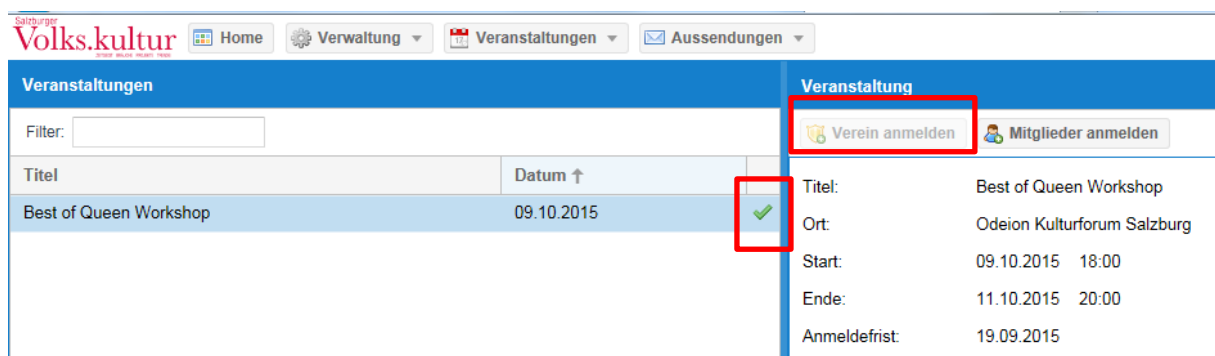 Salzburger
Volks.kultur
Home
Verwaltung
Veranstaltungen
Aussendungen
Veranstaltungen
Filter:
Titel
Datum
Best of Queen Workshop
09.10.2015
Veranstaltung
Verein anmelden
Mitglieder anmelden
Titel:
Best of Queen Workshop
Ort:
Odeion Kulturforum Salzburg
Start:
09.10.2015 18:00
Ende:
11.10.2015 20:00
Anmeldefrist:
19.09.2015